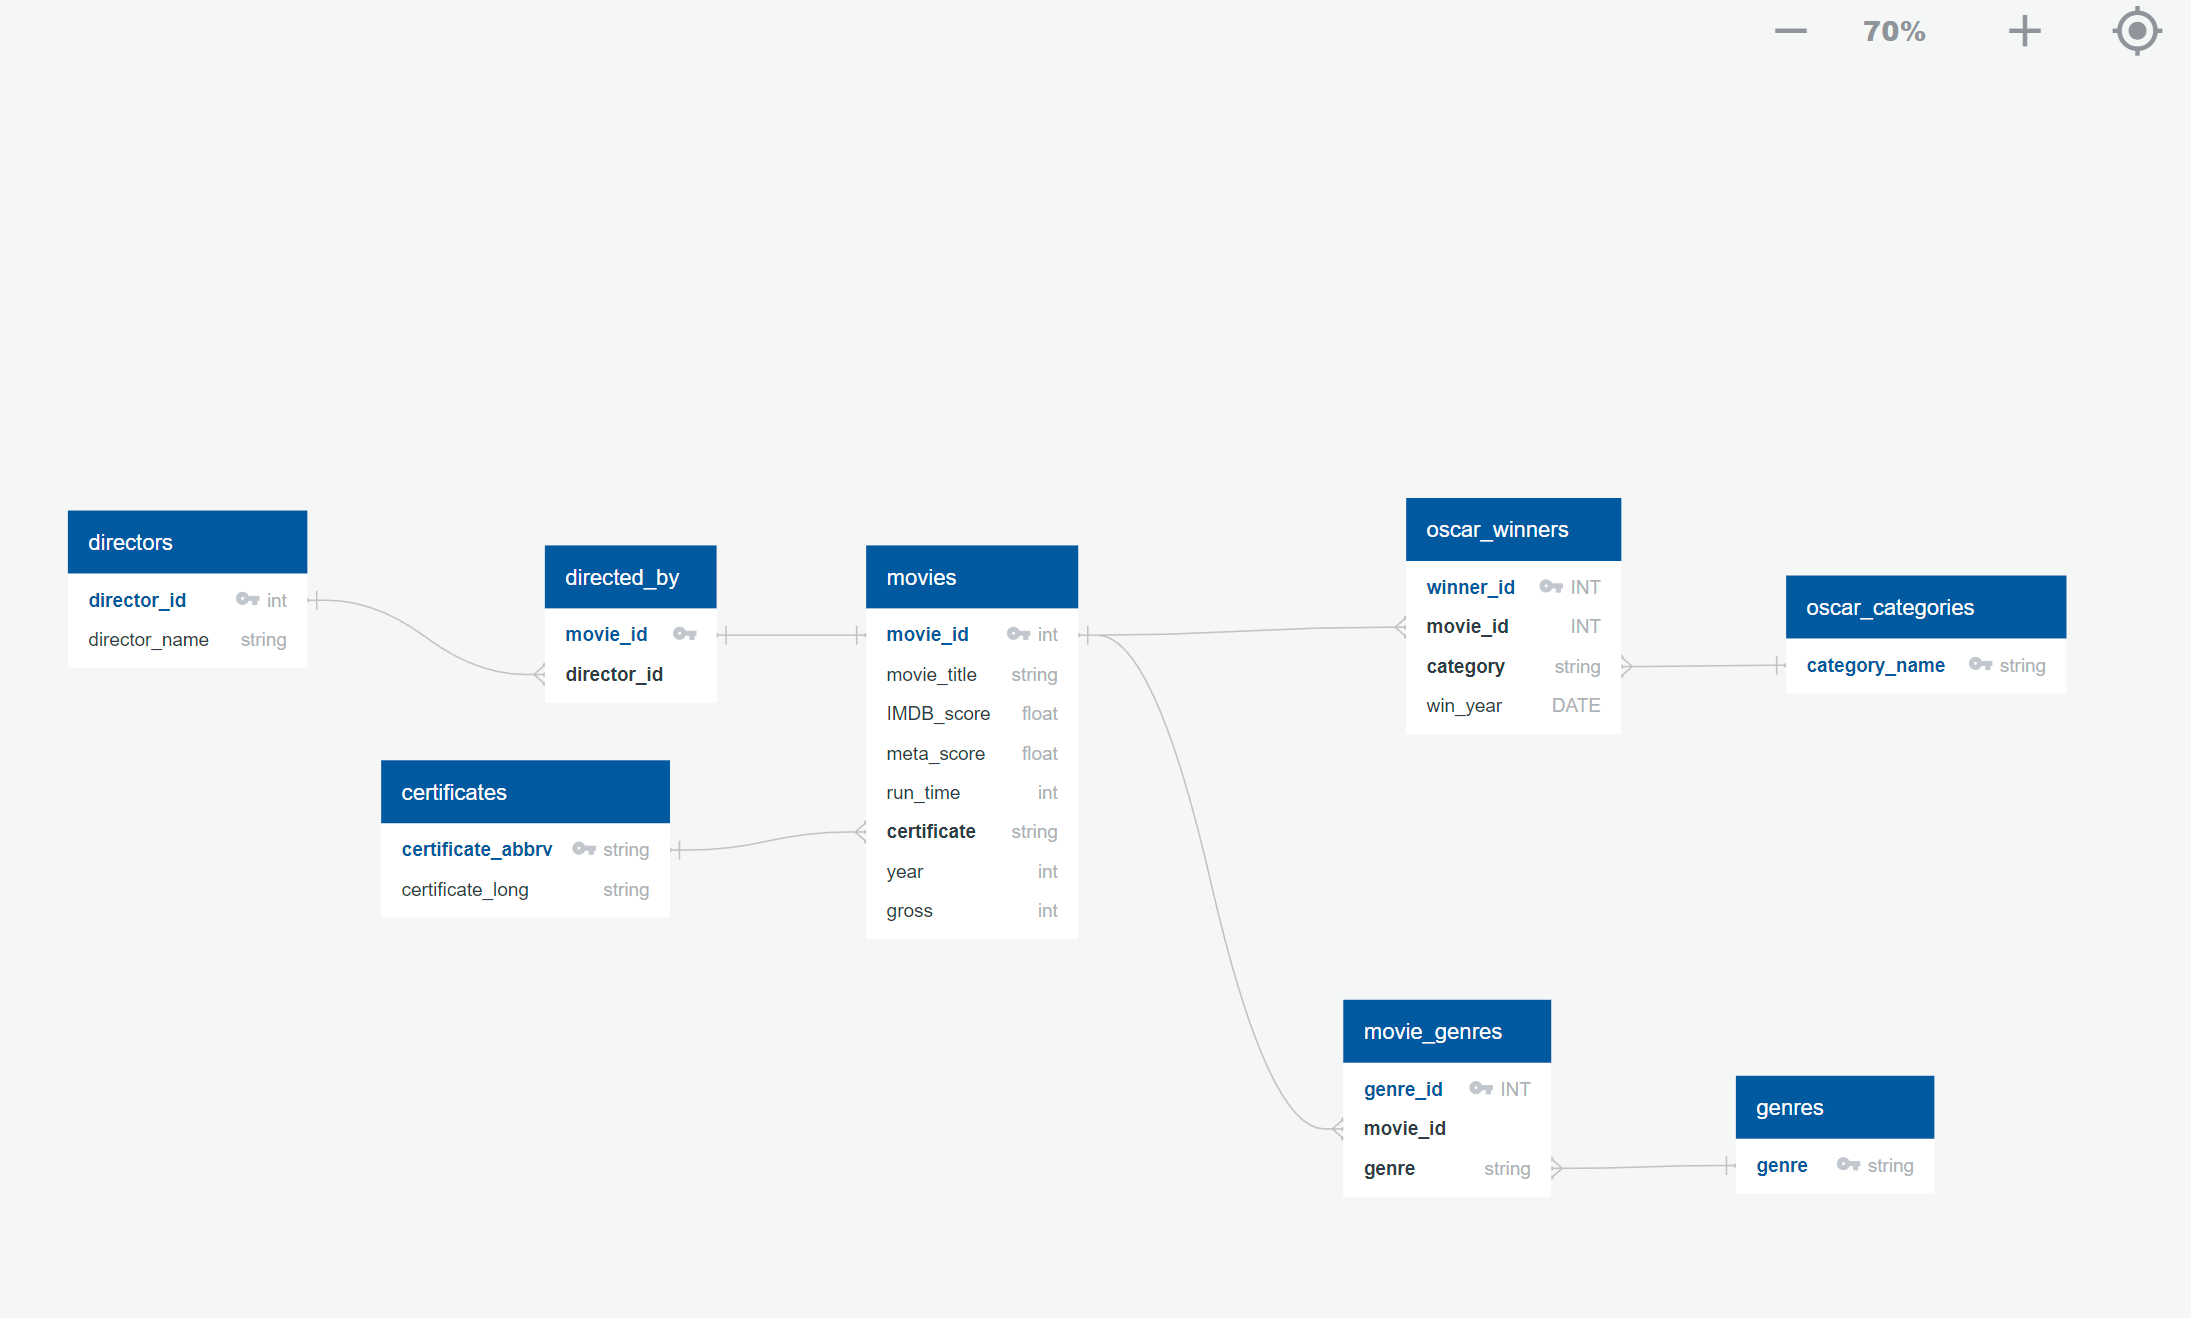 70%
directors
director_id int
director_name string
directed_by
movie_id
director_id
certificates
certificate_abbrv string
certificate_long string
movies
movie_id int
movie_title string
IMDB_score float
meta_score float
run_time int
certificate string
year int
gross int
oscar_winners
winner_id INT
movie_id INT
category string
win_year DATE
oscar_categories
category_name string
movie_genres
genre_id INT
movie_id
genre string
genres
genre string